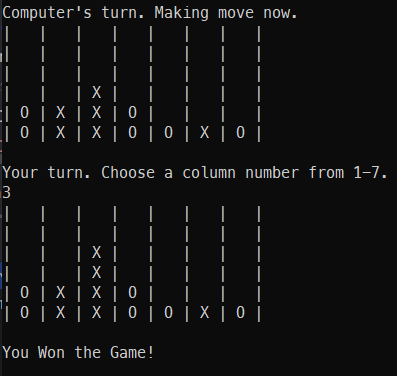 Computer's turn. Making move now.
|   |   |   |   |   |   |   |
|   |   |   |   |   |   |   |
|   |   |   |   |   |   |   |
|   |   | X |   |   |   |   |
| O | X | X | O |   |   |   |
| O | X | X | O | O | X | O |
Your turn. Choose a column number from 1-7.
3
|   |   |   |   |   |   |   |
|   |   |   |   |   |   |   |
|   |   | X |   |   |   |   |
|   |   | X |   |   |   |   |
| O | X | X | O |   |   |   |
| O | X | X | O | O | X | O |
You Won the Game!